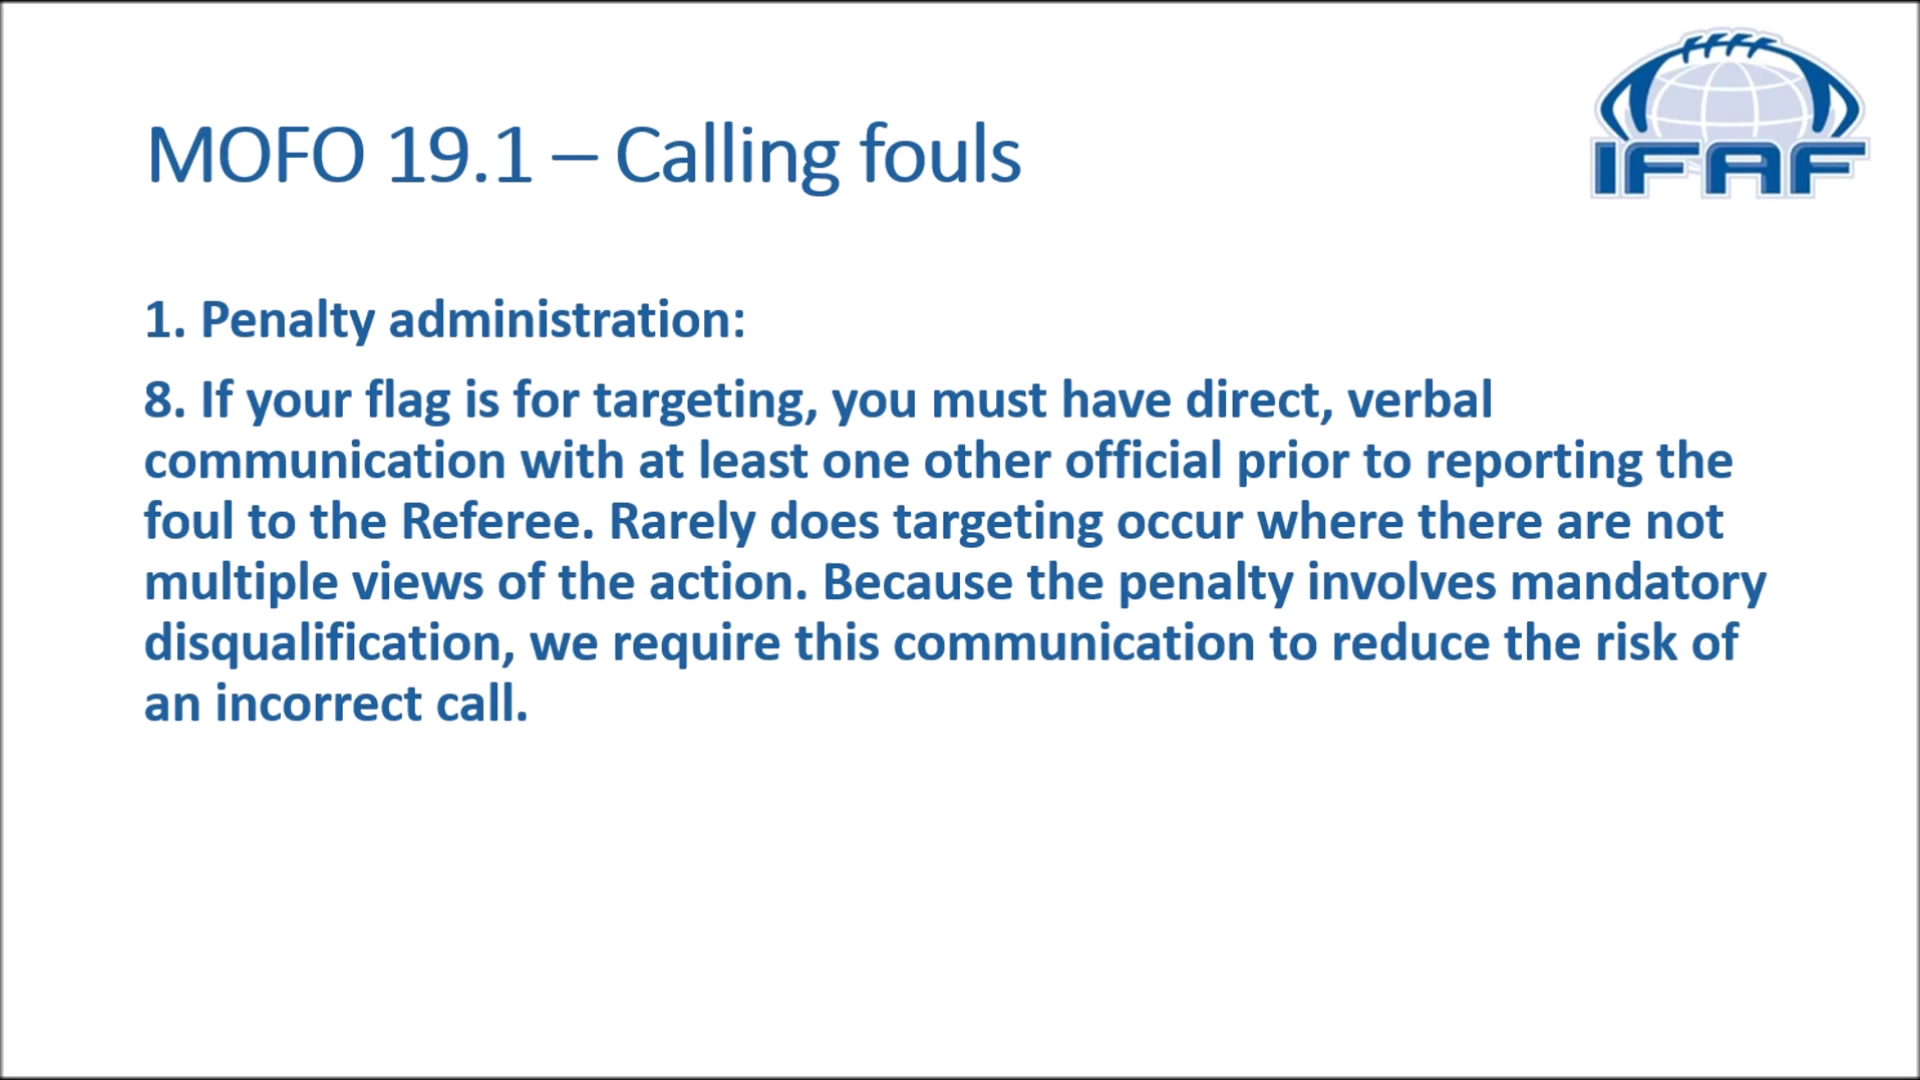 MOFO 19.1 – Calling fouls
IFAF
1. Penalty administration:
8. If your flag is for targeting, you must have direct, verbal
communication with at least one other official prior to reporting the
foul to the Referee. Rarely does targeting occur where there are not
multiple views of the action. Because the penalty involves mandatory
disqualification, we require this communication to reduce the risk of
an incorrect call.